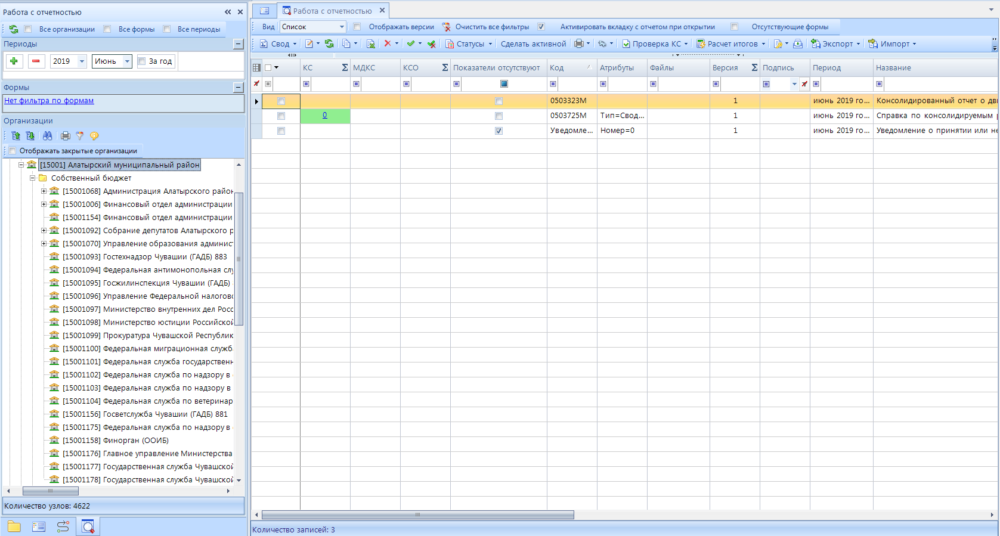 Работа с отчетностью
Все организации Все формы Все периоды
Периоды
2019 Июнь За год
Формы
Нет фильтра по формам
Организации
Отображать закрытые организации
[15001] Алатырский муниципальный район
Собственный бюджет
[15001068] Администрация Алатырского район
[15001006] Финансовый отдел администрации
[15001154] Финансовый отдел администрации
[15001092] Собрание депутатов Алатырского р
[15001070] Управление образования админис
[15001093] Гостехнадзор Чувашии (ГАДБ) 883
[15001094] Федеральная антимонопольная слу
[15001095] Госжилинспекция Чувашии (ГАДБ)
[15001096] Управление Федеральной налогово
[15001097] Министерство внутренних дел Росс
[15001098] Министерство юстиции Российской
[15001099] Прокуратура Чувашской Республик
[15001100] Федеральная миграционная служб
[15001101] Федеральная служба государствен
[15001102] Федеральная служба по надзору в
[15001103] Федеральная служба по надзору в
[15001104] Федеральная служба по ветеринар
[15001156] Госветслужба Чувашии (ГАДБ) 881
[15001175] Федеральная служба по надзору в
[15001158] Финорган (ООИБ)
[15001176] Главное управление Министерства
[15001177] Государственная служба Чувашской
[15001178] Государственная служба Чувашской
Количество узлов: 4622
Работа с отчетностью
Вид Список Отображать версии Очистить все фильтры Активировать вкладку с отчетом при открытии Отсутствующие формы
Свод Статусы Сделать активной Проверка КС Расчет итогов Экспорт Импорт
КС Σ МДКС КСО Σ Показатели отсутствуют Код Атрибуты Файлы Версия Σ Подпись Период Название
0503323М 1 июнь 2019 го... Консолидированный отчет о дви
0 0503725М Тип=Свод... 1 июнь 2019 го... Справка по консолидируемым р
Уведомле... Номер=0 1 июнь 2019 го... Уведомление о принятии или не
Количество записей: 3